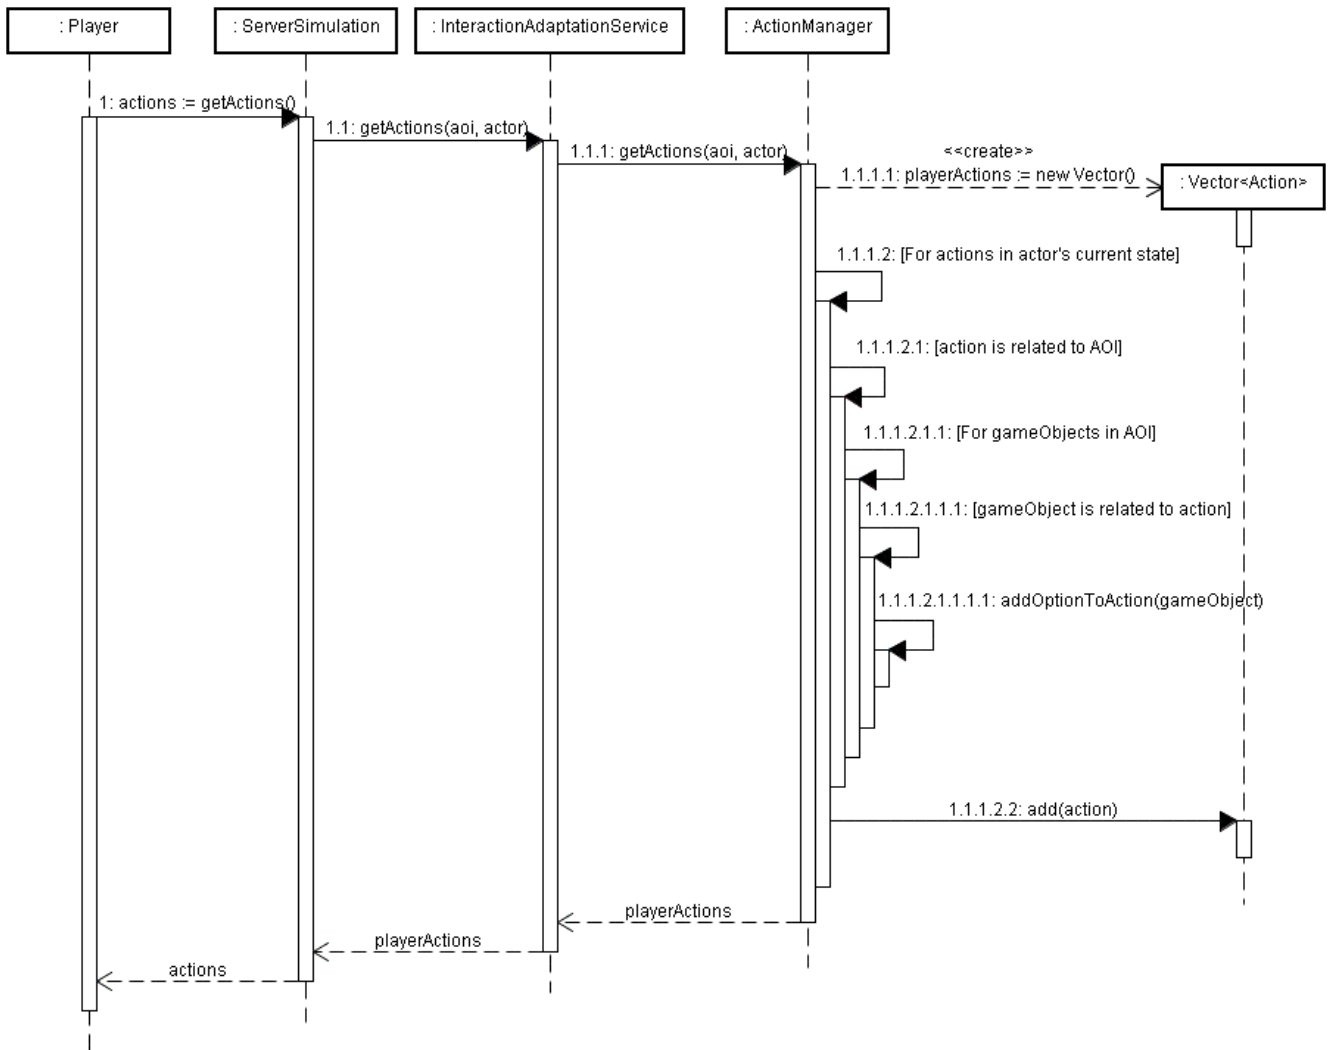 : Player
: ServerSimulation
: InteractionAdaptationService
: ActionManager
1: actions := getActions()
1.1: getActions(aoi, actor)
1.1.1: getActions(aoi, actor)
<<create>>
1.1.1.1: playerActions := new Vector()
: Vector<Action>
1.1.1.2: [For actions in actor's current state]
1.1.1.2.1: [action is related to AOI]
1.1.1.2.1.1: [For gameObjects in AOI]
1.1.1.2.1.1.1: [gameObject is related to action]
1.1.1.2.1.1.1.1: addOptionToAction(gameObject)
1.1.1.2.2: add(action)
playerActions
playerActions
actions